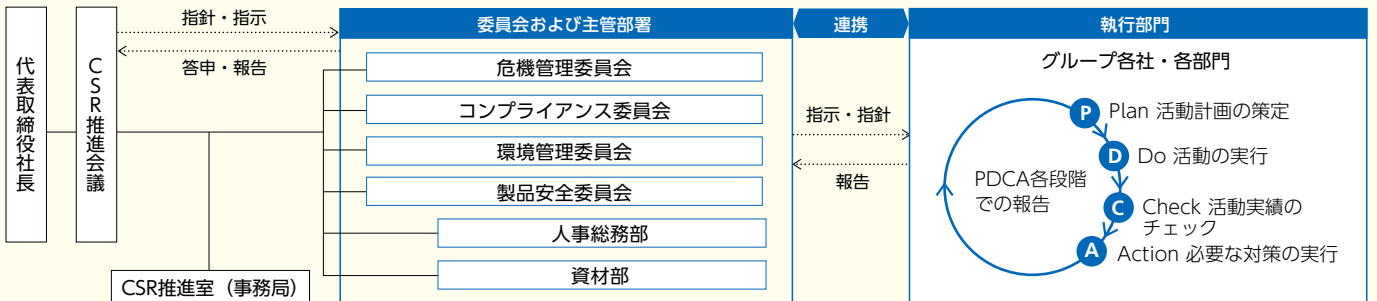 代表取締役社長
CSR推進会議
指針・指示
答申・報告
CSR推進室（事務局）
委員会および主管部署
危機管理委員会
コンプライアンス委員会
環境管理委員会
製品安全委員会
人事総務部
資材部
連携
指示・指針
報告
執行部門
グループ各社・各部門
P Plan 活動計画の策定
D Do 活動の実行
C Check 活動実績の
チェック
A Action 必要な対策の実行
PDCA各段階
での報告